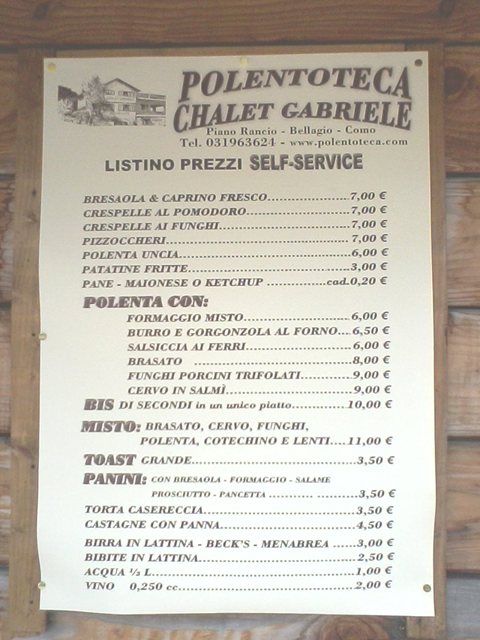 POLENTOTECA
CHALET GABRIELE
Piano Rancio - Bellagio - Como
Tel. 031963624 - www.polentoteca.com
LISTINO PREZZI SELF-SERVICE
BRESAOLA & CAPRINO FRESCO....................7,00 €
CRESPELLE AL POMODORO.........................7,00 €
CRESPELLE AI FUNGHI................................7,00 €
PIZZOCCHERI.............................................7,00 €
POLENTA UNCIA..........................................6,00 €
PATATINE FRITTE........................................3,00 €
PANE - MAIONESE O KETCHUP ...............cad.0,20 €
POLENTA CON:
FORMAGGIO MISTO..........................6,00 €
BURRO E GORGONZOLA AL FORNO...6,50 €
SALSICCIA AI FERRI..........................6,00 €
BRASATO ......................................8,00 €
FUNGHI PORCINI TRIFOLATI.............9,00 €
CERVO IN SALMÌ...............................9,00 €
BIS DI SECONDI in un unico piatto.............10,00 €
MISTO: BRASATO, CERVO, FUNGHI,
POLENTA, COTECHINO E LENTI....11,00 €
TOAST GRANDE.........................................3,50 €
PANINI: CON BRESAOLA - FORMAGGIO - SALAME
PROSCIUTTO - PANCETTA ........... .............3,50 €
TORTA CASERECCIA.....................................3,50 €
CASTAGNE CON PANNA.................................4,50 €
BIRRA IN LATTINA - BECK'S - MENABREA ......3,00 €
BIBITE IN LATTINA.......................................2,50 €
ACQUA ½ L..................................................1,00 €
VINO 0,250 cc.............................................2,00 €